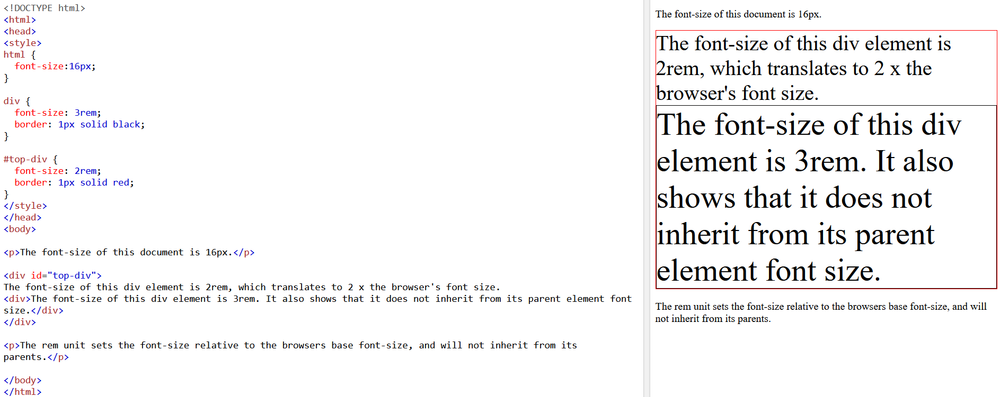 <!DOCTYPE html>
<html>
<head>
<style>
html {
  font-size:16px;
}

div {
  font-size: 3rem;
  border: 1px solid black;
}

#top-div {
  font-size: 2rem;
  border: 1px solid red;
}
</style>
</head>
<body>

<p>The font-size of this document is 16px.</p>

<div id="top-div">
The font-size of this div element is 2rem, which translates to 2 x the browser's font size.
<div>The font-size of this div element is 3rem. It also shows that it does not inherit from its parent element font
size.</div>
</div>

<p>The rem unit sets the font-size relative to the browsers base font-size, and will not inherit from its
parents.</p>

</body>
</html>
The font-size of this document is 16px.
The font-size of this div element is
2rem, which translates to 2 x the
browser's font size.
The font-size of this div
element is 3rem. It also
shows that it does not
inherit from its parent
element font size.
The rem unit sets the font-size relative to the browsers base font-size, and will
not inherit from its parents.